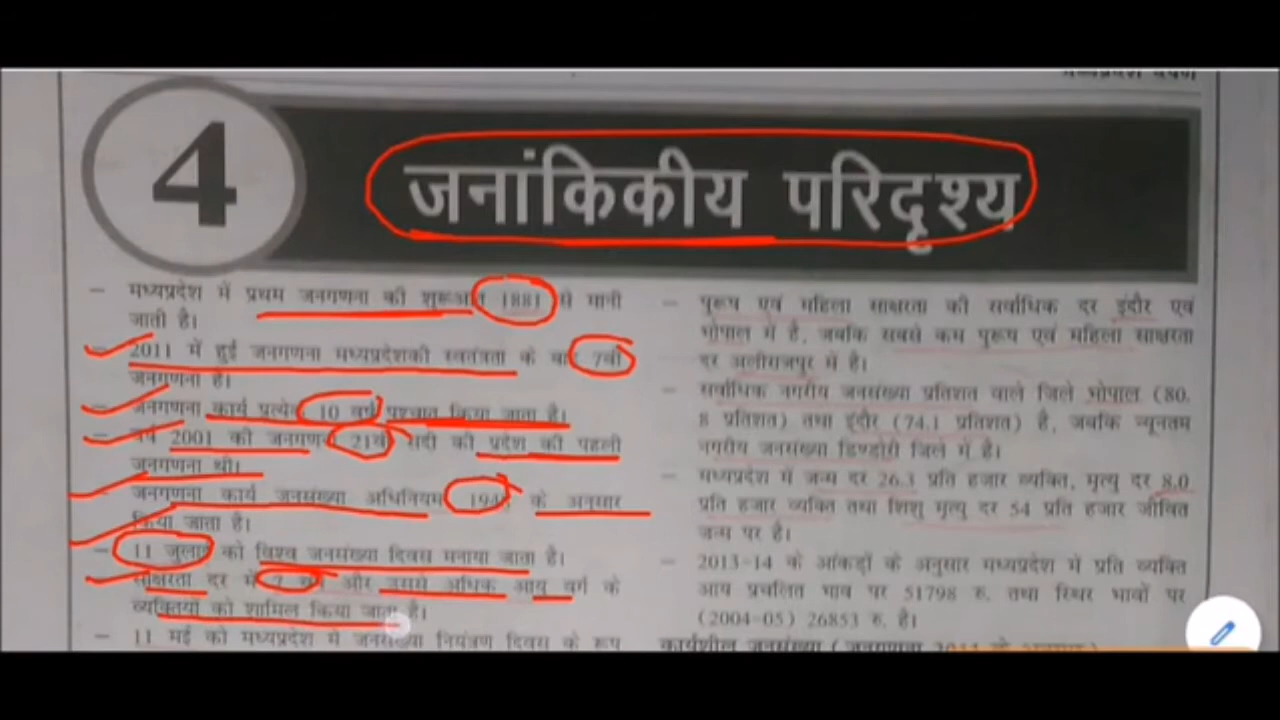 4
जनांकिकीय परिदृश्य
– मध्यप्रदेश में प्रथम जनगणना की शुरूआत 1881 से मानी
जाती है।
– 2011 में हुई जनगणना मध्यप्रदेशकी स्वतंत्रता के बाद 7वीं
जनगणना है।
– जनगणना कार्य प्रत्येक 10 वर्ष पश्चात किया जाता है।
– वर्ष 2001 की जनगणना 21वीं सदी की प्रदेश की पहली
जनगणना थी।
– जनगणना कार्य जनसंख्या अधिनियम 1948 के अनुसार
किया जाता है।
– 11 जुलाई को विश्व जनसंख्या दिवस मनाया जाता है।
– साक्षरता दर में 7 वर्ष और उससे अधिक आयु वर्ग के
व्यक्तियों को शामिल किया जाता है।
– 11 मई को मध्यप्रदेश में जनसंख्या नियंत्रण दिवस के रूप
– पुरूष एवं महिला साक्षरता की सर्वाधिक दर इंदौर एवं
भोपाल में है, जबकि सबसे कम पुरूष एवं महिला साक्षरता
दर अलीराजपुर में है।
– सर्वाधिक नगरीय जनसंख्या प्रतिशत वाले जिले भोपाल (80.
8 प्रतिशत) तथा इंदौर (74.1 प्रतिशत) है, जबकि न्यूनतम
नगरीय जनसंख्या डिण्डोरी जिले में है।
– मध्यप्रदेश में जन्म दर 26.3 प्रति हजार व्यक्ति, मृत्यु दर 8.0
प्रति हजार व्यक्ति तथा शिशु मृत्यु दर 54 प्रति हजार जीवित
जन्म पर है।
– 2013-14 के आंकड़ों के अनुसार मध्यप्रदेश में प्रति व्यक्ति
आय प्रचलित भाव पर 51798 रु. तथा स्थिर भावों पर
(2004-05) 26853 रु. है।
कार्यशील जनसंख्या (जनगणना 2011 के अनुसार)